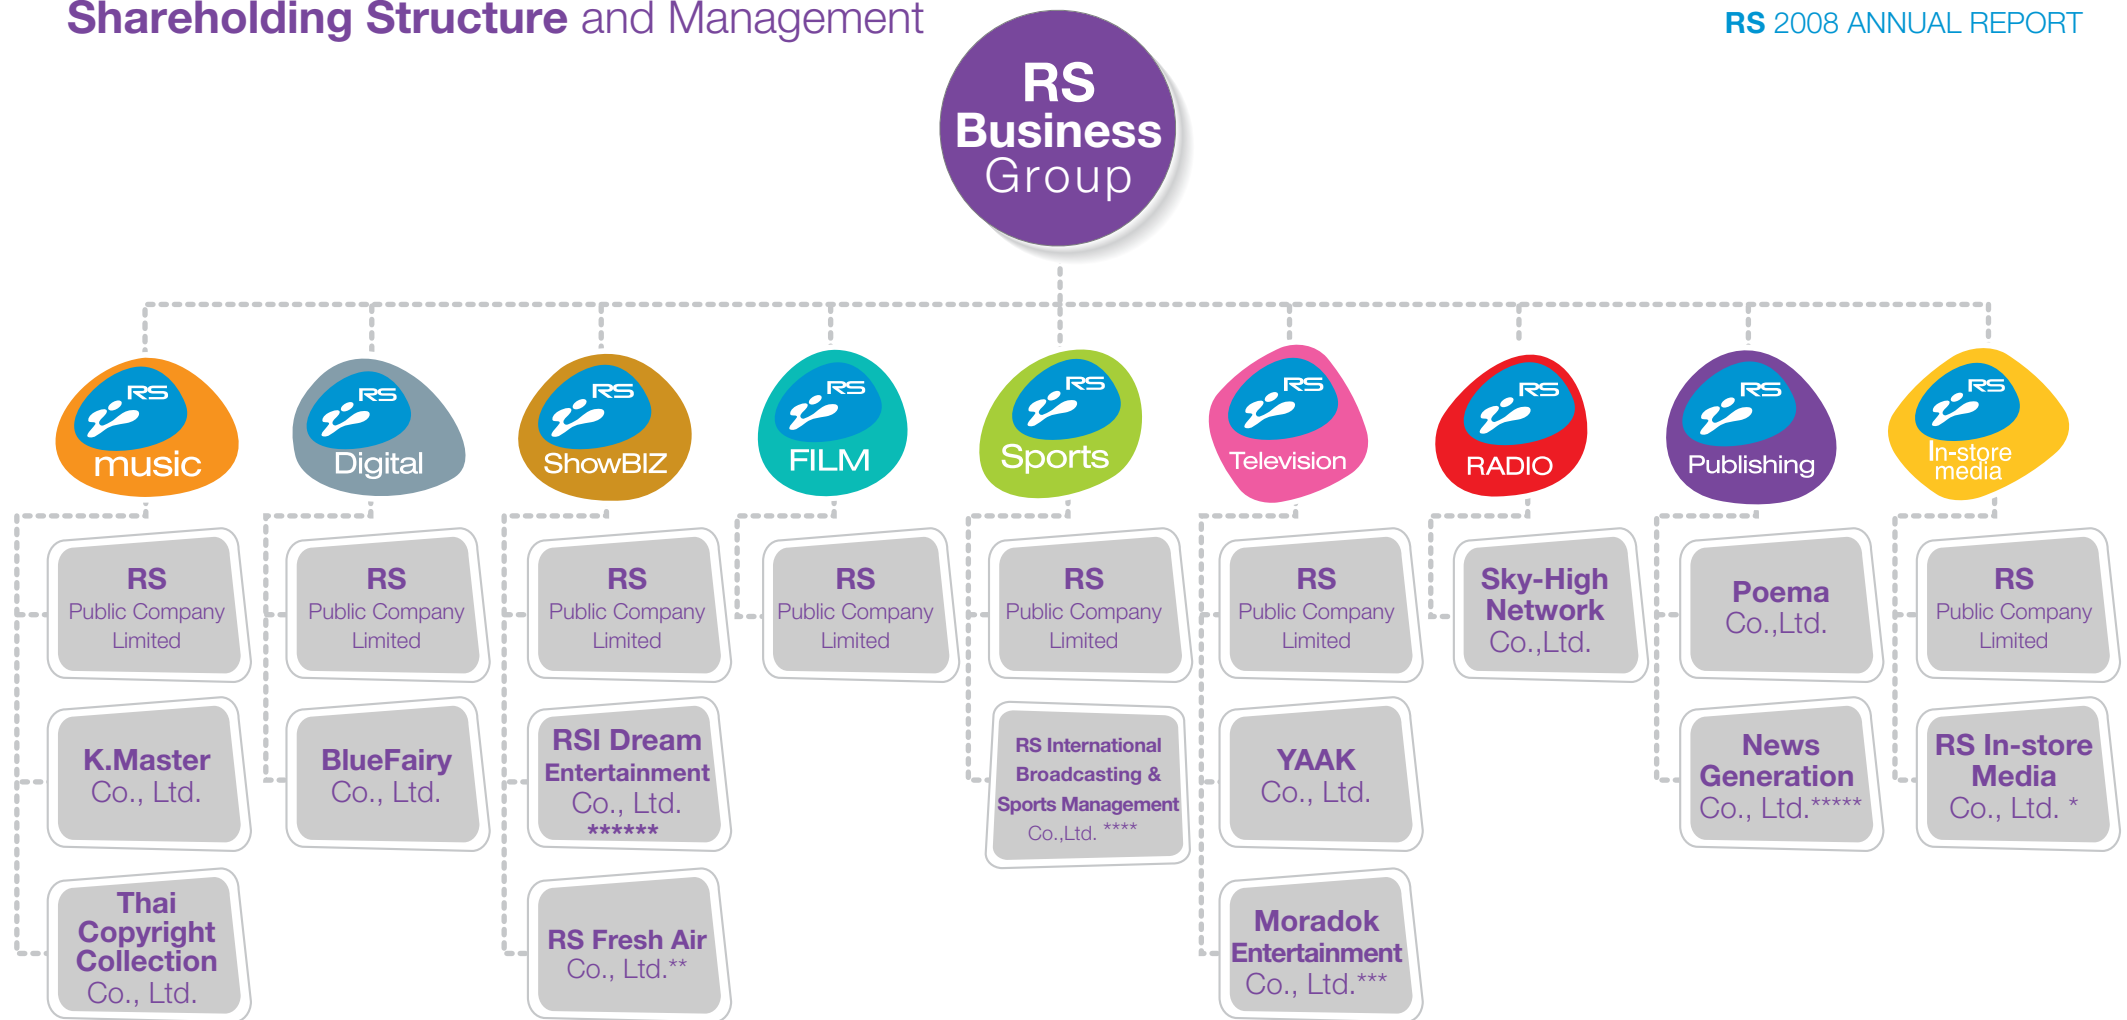 Shareholding Structure and Management
RS 2008 ANNUAL REPORT
RS
Business
Group
RS
music
RS
Digital
RS
ShowBIZ
RS
FILM
RS
Sports
RS
Television
RS
RADIO
RS
Publishing
RS
In-store
media
RS
Public Company
Limited
K.Master
Co., Ltd.
Thai
Copyright
Collection
Co., Ltd.
RS
Public Company
Limited
BlueFairy
Co., Ltd.
RS
Public Company
Limited
RSI Dream
Entertainment
Co., Ltd.
******
RS Fresh Air
Co., Ltd.**
RS
Public Company
Limited
RS
Public Company
Limited
RS International
Broadcasting &
Sports Management
Co.,Ltd. ****
RS
Public Company
Limited
YAAK
Co., Ltd.
Moradok
Entertainment
Co., Ltd.***
Sky-High
Network
Co.,Ltd.
Poema
Co.,Ltd.
News
Generation
Co., Ltd.*****
RS
Public Company
Limited
RS In-store
Media
Co., Ltd. *